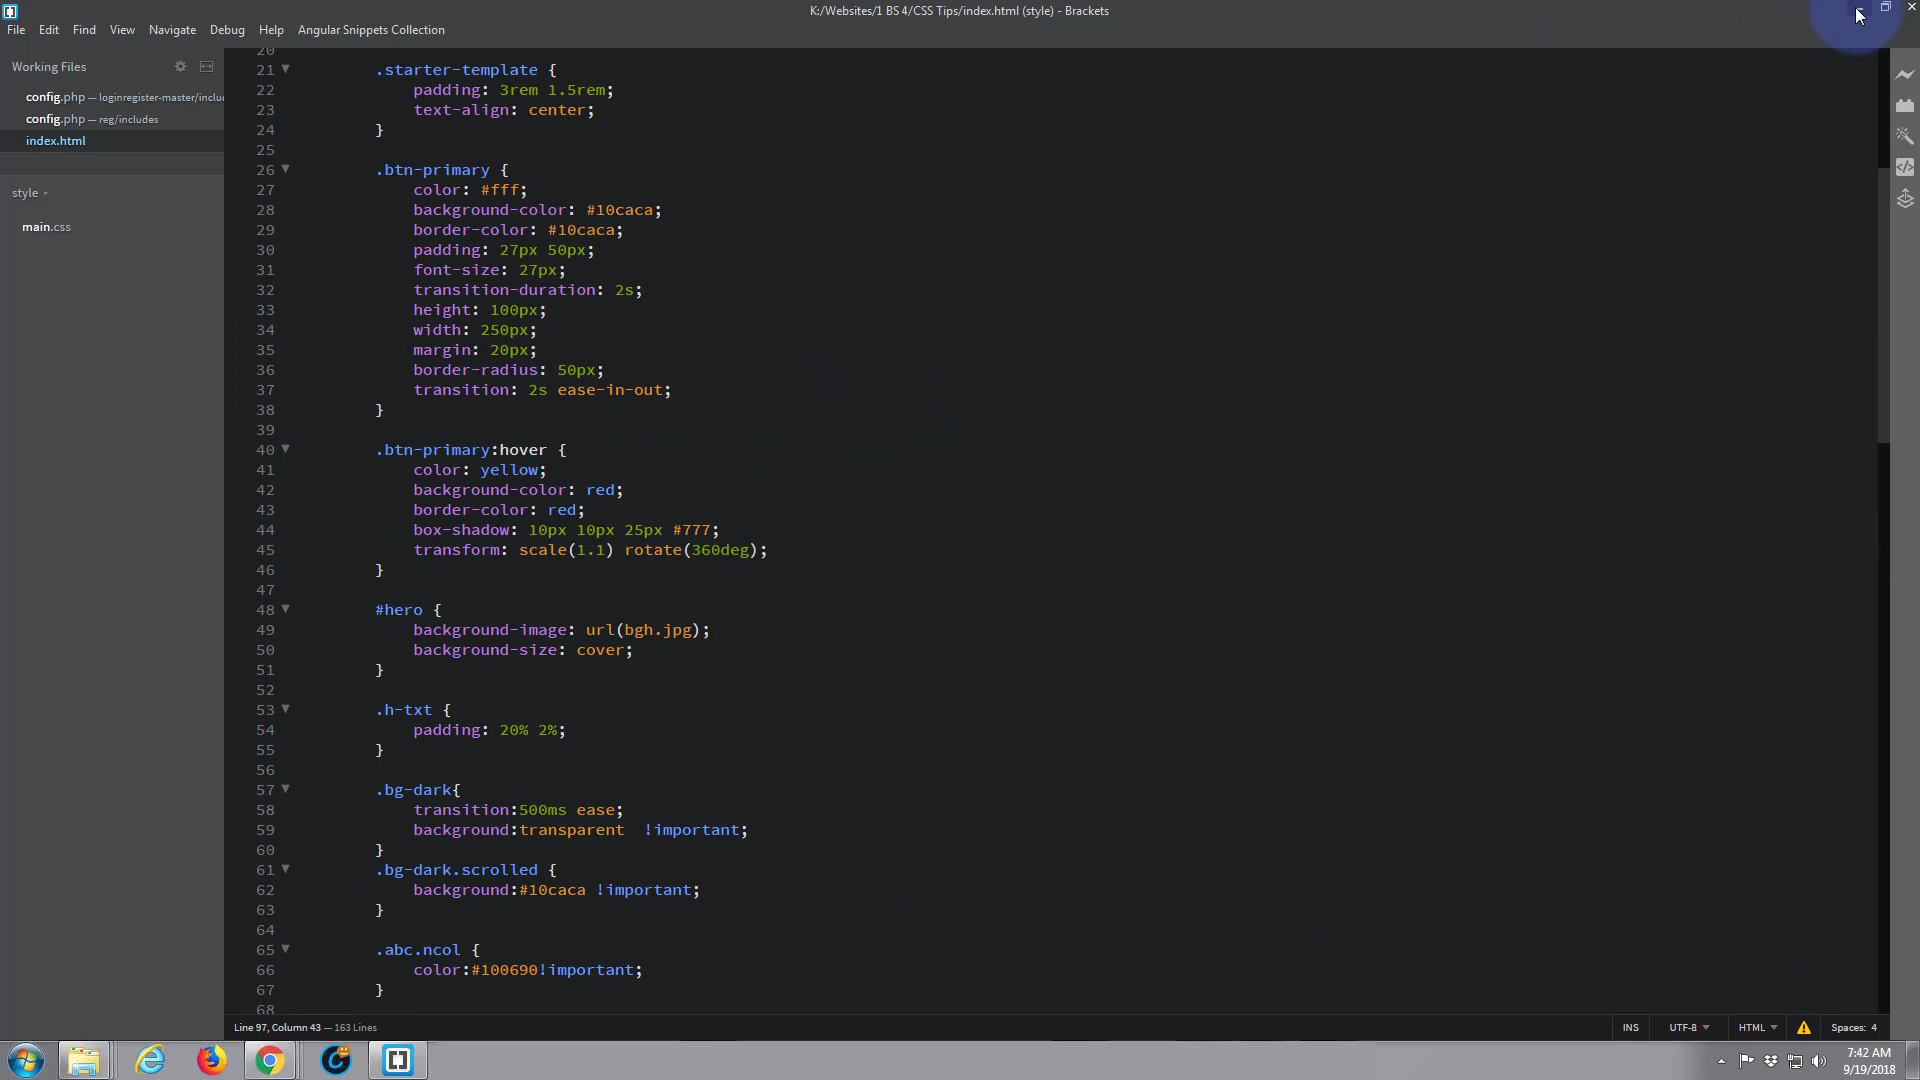 K:/Websites/1 BS 4/CSS Tips/index.html (style) - Brackets
File Edit Find View Navigate Debug Help Angular Snippets Collection
Working Files
config.php — loginregister-master/inclu
config.php — reg/includes
index.html
style
main.css
20
21 .starter-template {
22 padding: 3rem 1.5rem;
23 text-align: center;
24 }
25
26 .btn-primary {
27 color: #fff;
28 background-color: #10caca;
29 border-color: #10caca;
30 padding: 27px 50px;
31 font-size: 27px;
32 transition-duration: 2s;
33 height: 100px;
34 width: 250px;
35 margin: 20px;
36 border-radius: 50px;
37 transition: 2s ease-in-out;
38 }
39
40 .btn-primary:hover {
41 color: yellow;
42 background-color: red;
43 border-color: red;
44 box-shadow: 10px 10px 25px #777;
45 transform: scale(1.1) rotate(360deg);
46 }
47
48 #hero {
49 background-image: url(bgh.jpg);
50 background-size: cover;
51 }
52
53 .h-txt {
54 padding: 20% 2%;
55 }
56
57 .bg-dark{
58 transition:500ms ease;
59 background:transparent  !important;
60 }
61 .bg-dark.scrolled {
62 background:#10caca !important;
63 }
64
65 .abc.ncol {
66 color:#100690!important;
67 }
68
Line 97, Column 43 — 163 Lines
INS UTF-8 HTML Spaces: 4
7:42 AM
9/19/2018